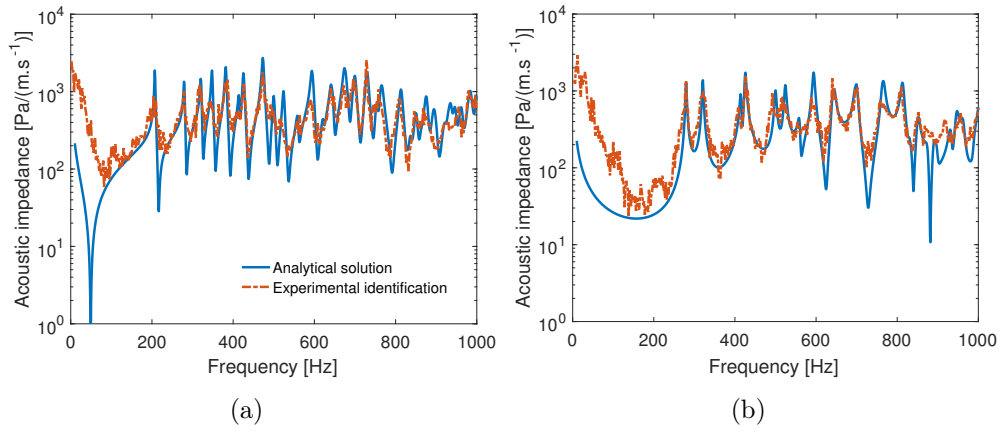 Acoustic impedance [Pa/(m.s⁻¹)]
10⁴
10³
10²
10¹
10⁰
Analytical solution
Experimental identification
0 200 400 600 800 1000
Frequency [Hz]
(a)
Acoustic impedance [Pa/(m.s⁻¹)]
10⁴
10³
10²
10¹
10⁰
0 200 400 600 800 1000
Frequency [Hz]
(b)